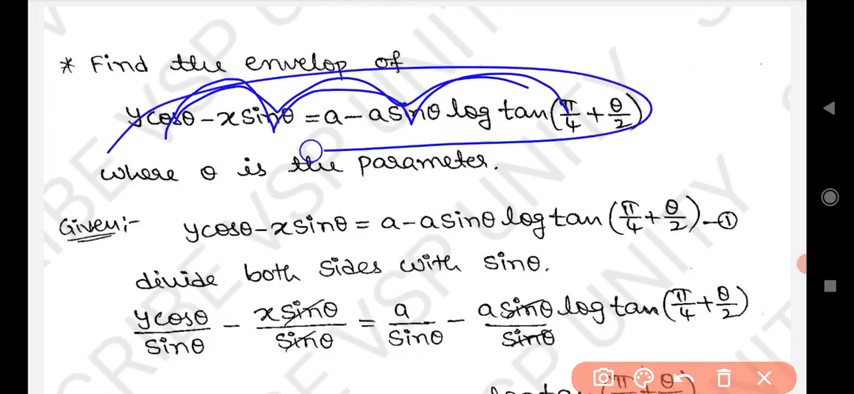 * Find the envelop of
ycosθ - xsinθ = a - asinθ log tan(π/4 + θ/2)
where θ is the parameter.
Given:- ycosθ - xsinθ = a - asinθ log tan(π/4 + θ/2) -①
divide both sides with sinθ.
ycosθ/sinθ - xsinθ/sinθ = a/sinθ - asinθ/sinθ log tan(π/4 + θ/2)